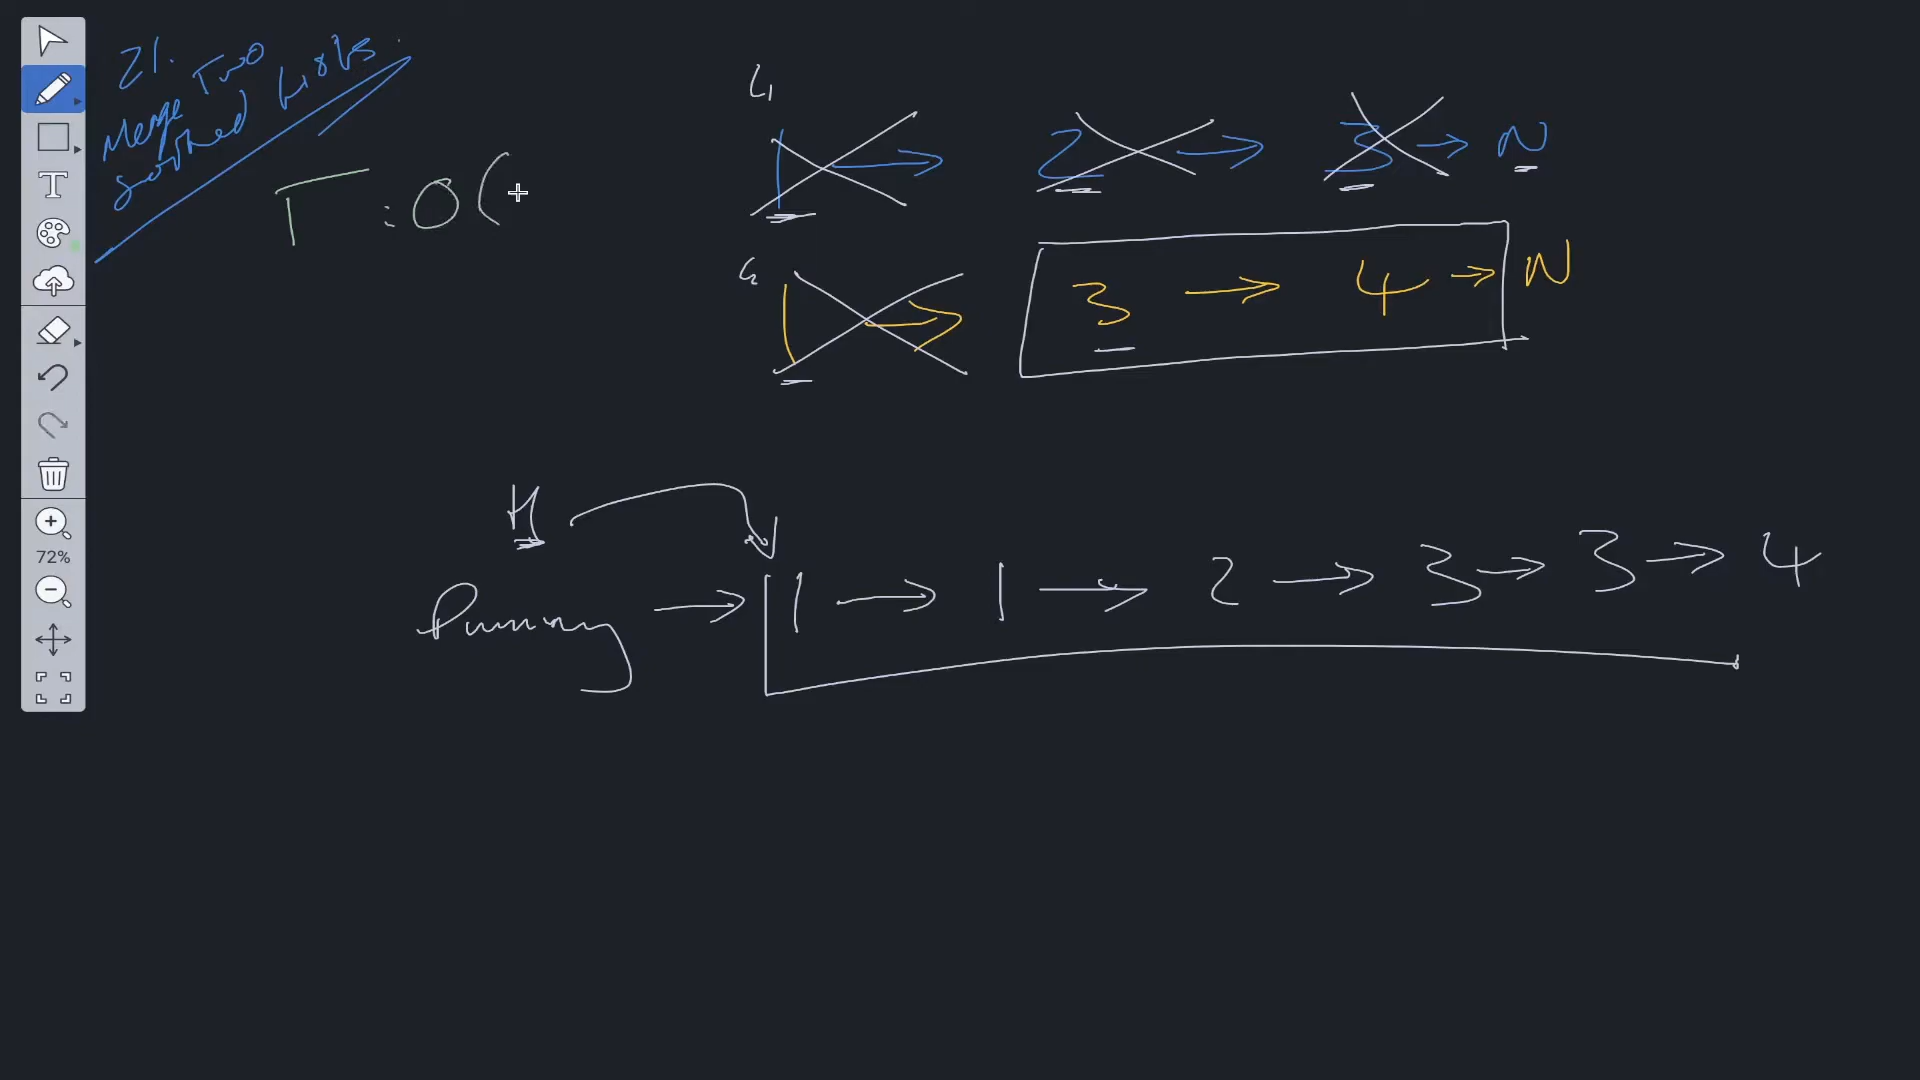 21.
Merge Two
sorted Lists.
T : O(
L1
1 → 2 → 3 → N
L2
1 → 3 → 4 → N
H
Dummy → 1 → 1 → 2 → 3 → 3 → 4
72%